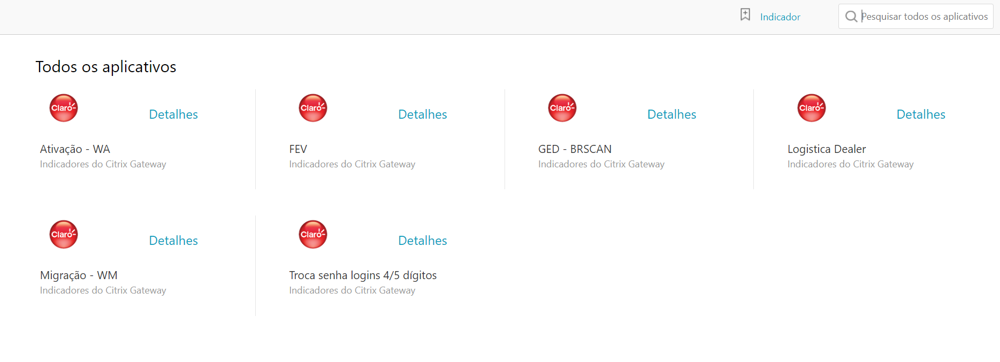 Indicador
Pesquisar todos os aplicativos
Todos os aplicativos
Claro
Detalhes
Claro
Detalhes
Claro
Detalhes
Claro
Detalhes
Ativação - WA
FEV
GED - BRSCAN
Logistica Dealer
Indicadores do Citrix Gateway
Indicadores do Citrix Gateway
Indicadores do Citrix Gateway
Indicadores do Citrix Gateway
Claro
Detalhes
Claro
Detalhes
Migração - WM
Troca senha logins 4/5 dígitos
Indicadores do Citrix Gateway
Indicadores do Citrix Gateway